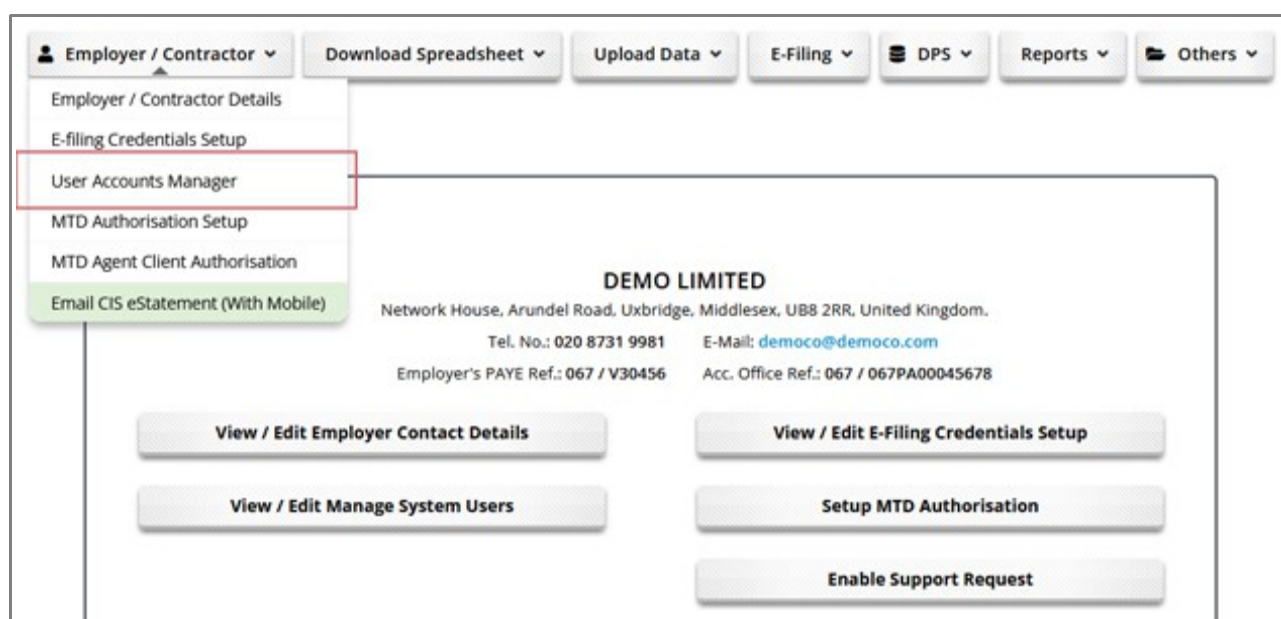 Employer / Contractor Download Spreadsheet Upload Data E-Filing DPS Reports Others
Employer / Contractor Details
E-filing Credentials Setup
User Accounts Manager
MTD Authorisation Setup
MTD Agent Client Authorisation
Email CIS eStatement (With Mobile)
DEMO LIMITED
Network House, Arundel Road, Uxbridge, Middlesex, UB8 2RR, United Kingdom.
Tel. No.: 020 8731 9981 E-Mail: democo@democo.com
Employer's PAYE Ref.: 067 / V30456 Acc. Office Ref.: 067 / 067PA00045678
View / Edit Employer Contact Details View / Edit E-Filing Credentials Setup
View / Edit Manage System Users Setup MTD Authorisation
Enable Support Request